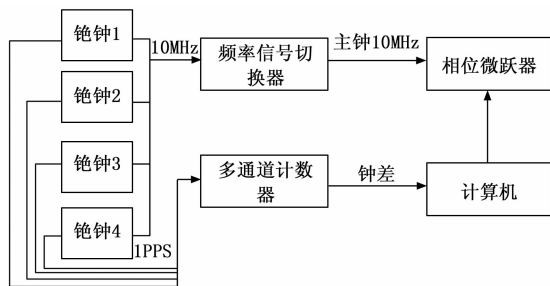 铯钟1
铯钟2
铯钟3
铯钟4
10MHz
1PPS
频率信号切
换器
主钟10MHz
相位微跃器
多通道计数
器
钟差
计算机